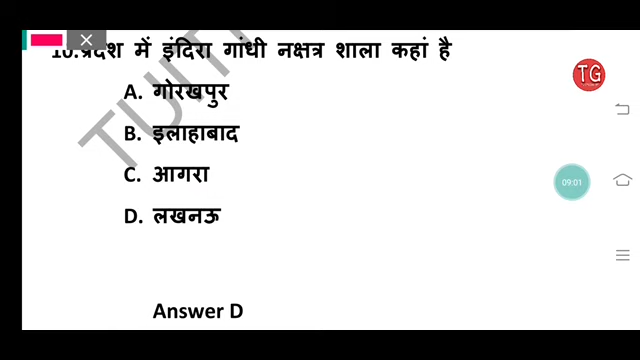 10.प्रदेश में इंदिरा गांधी नक्षत्र शाला कहां है
A. गोरखपुर
B. इलाहाबाद
C. आगरा
D. लखनऊ
Answer D
TG
09:01